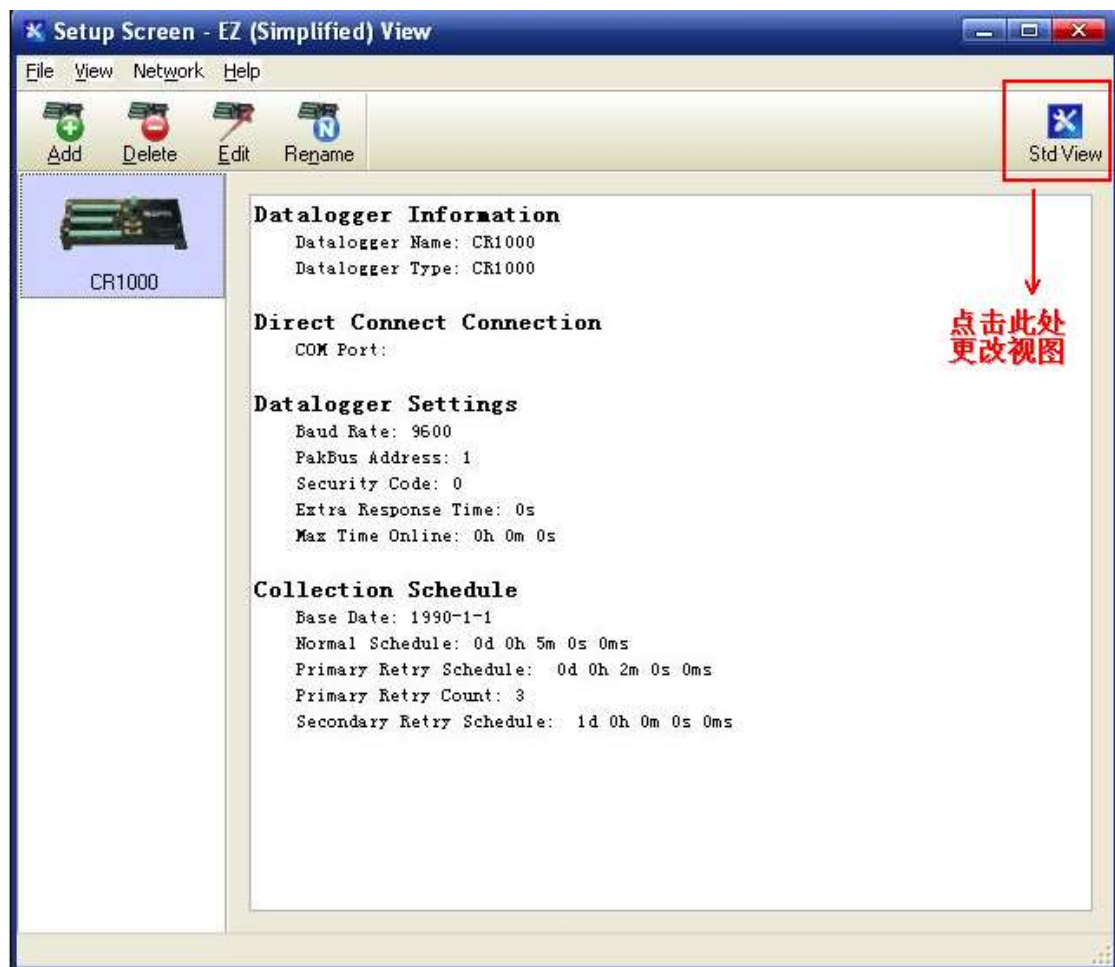 Setup Screen - EZ (Simplified) View
File View Network Help
Add Delete Edit Rename
Std View
CR1000
Datalogger Information
Datalogger Name: CR1000
Datalogger Type: CR1000
Direct Connect Connection
COM Port:
Datalogger Settings
Baud Rate: 9600
PakBus Address: 1
Security Code: 0
Extra Response Time: 0s
Max Time Online: 0h 0m 0s
Collection Schedule
Base Date: 1990-1-1
Normal Schedule: 0d 0h 5m 0s 0ms
Primary Retry Schedule: 0d 0h 2m 0s 0ms
Primary Retry Count: 3
Secondary Retry Schedule: 1d 0h 0m 0s 0ms
点击此处
更改视图